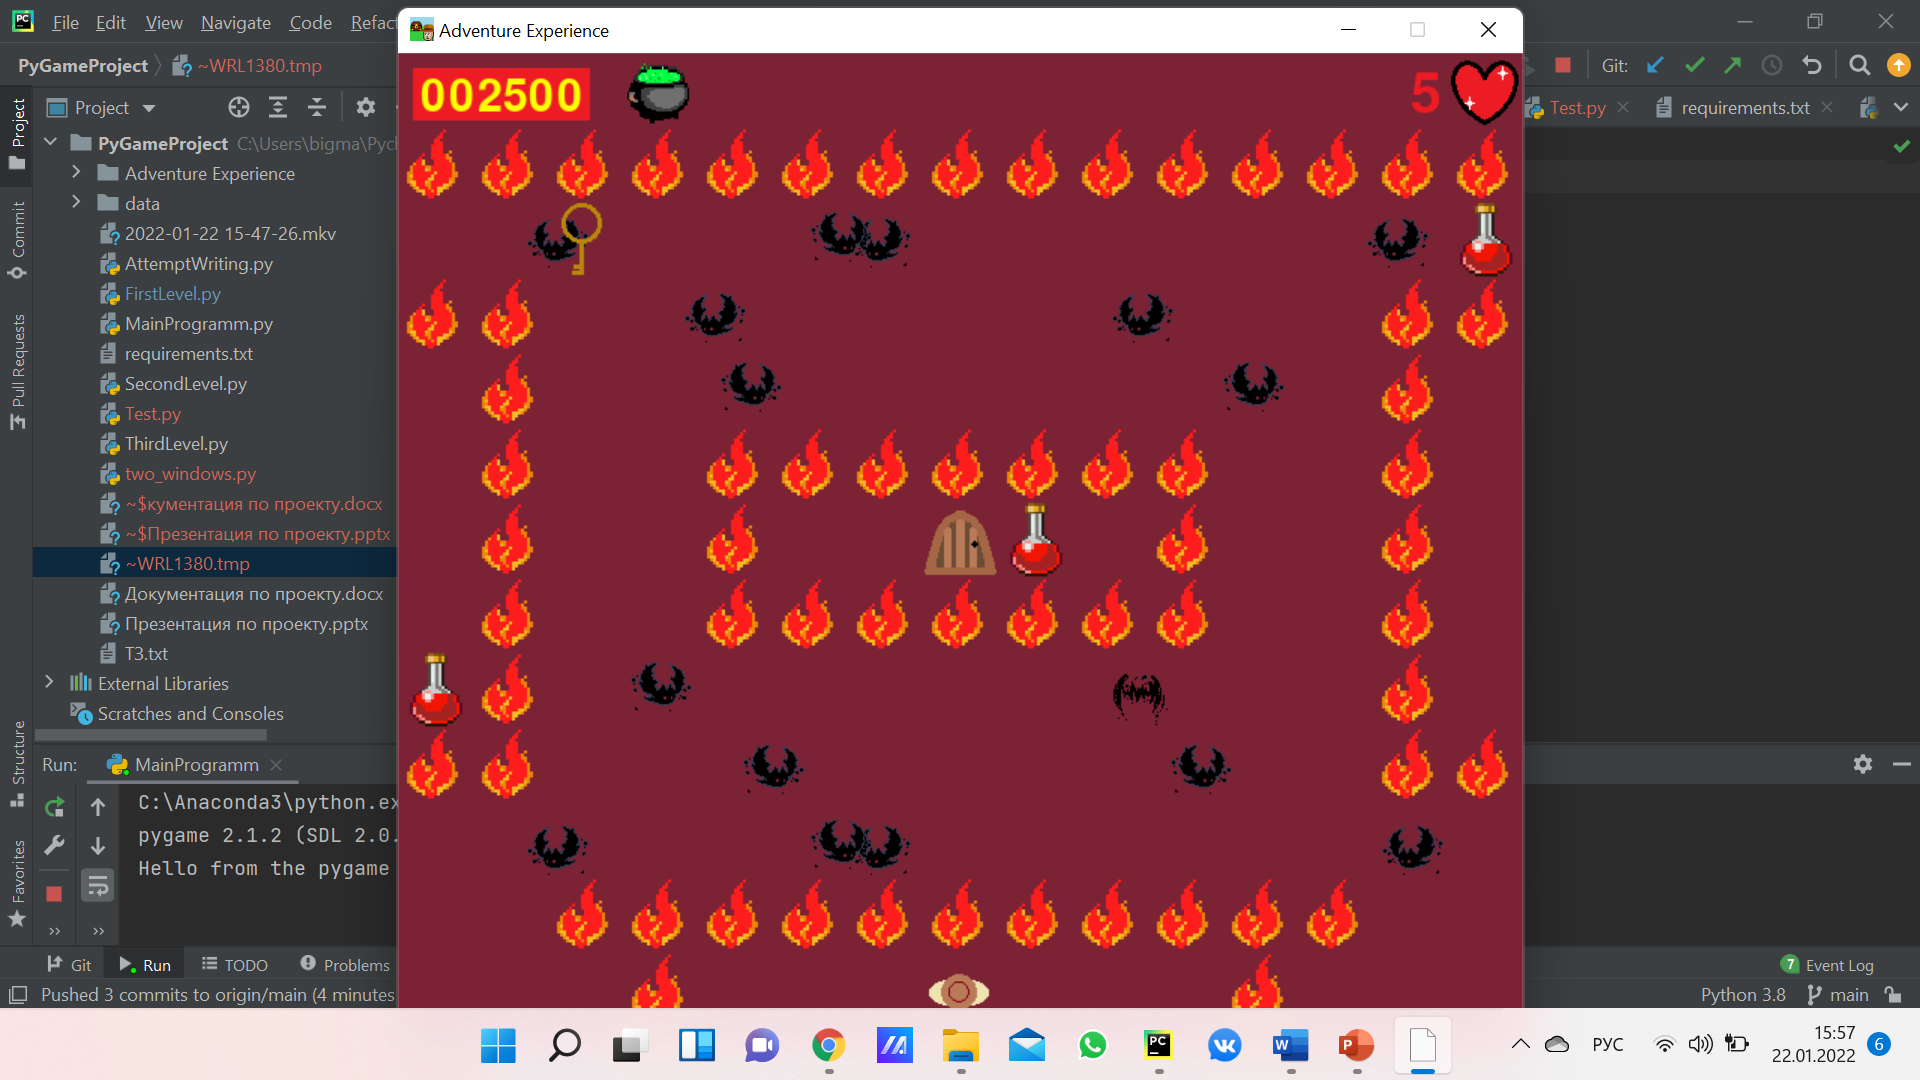 File Edit View Navigate Code Refact
Adventure Experience
PyGameProject ~WRL1380.tmp
Git:
Project
Test.py requirements.txt
002500
5
Project
Commit
Pull Requests
Structure
Favorites
PyGameProject C:\Users\bigma\Pyc
Adventure Experience
data
2022-01-22 15-47-26.mkv
AttemptWriting.py
FirstLevel.py
MainProgramm.py
requirements.txt
SecondLevel.py
Test.py
ThirdLevel.py
two_windows.py
~$кументация по проекту.docx
~$Презентация по проекту.pptx
~WRL1380.tmp
Документация по проекту.docx
Презентация по проекту.pptx
ТЗ.txt
External Libraries
Scratches and Consoles
Run: MainProgramm
C:\Anaconda3\python.ex
pygame 2.1.2 (SDL 2.0.
Hello from the pygame
Git Run TODO Problems
7 Event Log
Pushed 3 commits to origin/main (4 minutes
Python 3.8 main
РУС
15:57
22.01.2022
6